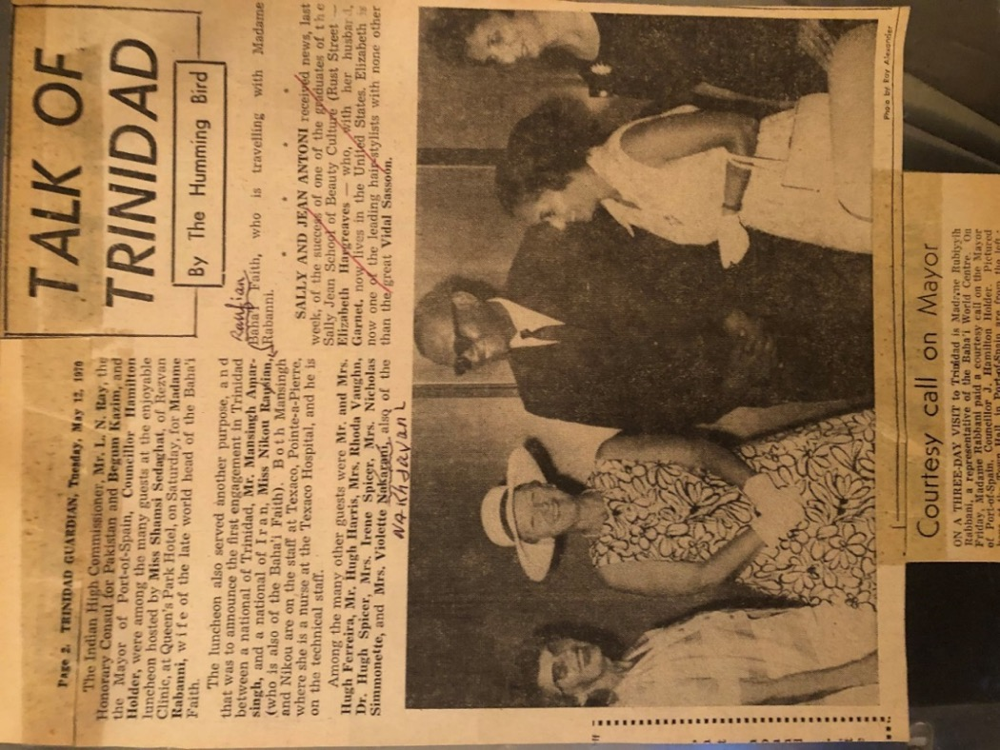 Page 2. TRINIDAD GUARDIAN, Tuesday, May 12, 1970
TALK OF
TRINIDAD
By The Humming Bird
The Indian High Commissioner, Mr. L. N. Ray, the
Honorary Consul for Pakistan and Begum Kazim, and
the Mayor of Port-of-Spain, Councillor Hamilton
Holder, were among the many guests at the enjoyable
luncheon hosted by Miss Shamsi Sedaghat, of Rezvan
Clinic, at Queen's Park Hotel, on Saturday, for Madame
Rabanni, wife of the late world head of the Baha'i
Faith.
The luncheon also served another purpose, and
that was to announce the first engagement in Trinidad
between a national of Trinidad, Mr. Mansingh Amar-
singh, and a national of Iran, Miss Nikou
(who is also of the Baha'i Faith). Both Mansingh
and Nikou are on the staff at Texaco, Pointe-a-Pierre,
where she is a nurse at the Texaco Hospital, and he is
on the technical staff.
Among the many other guests were Mr. and Mrs.
Hugh Ferreira, Mr. Hugh Harris, Mrs. Rhoda Vaughn,
Dr. Hugh Spicer, Mrs. Irene Spicer, Mrs. Nicholas
Simmonette, and Mrs. Violette also of the
Baha'i Faith, who is travelling with Madame
Rabanni.
* * * *
SALLY AND JEAN ANTONI received news, last
week, of the success of one of the graduates of the
Sally Jean School of Beauty Culture (Rust Street —
Elizabeth Hargreaves — who, with her husband,
Garnet, now lives in the United States. Elizabeth is
now one of the leading hair-stylists with none other
than the great Vidal Sassoon.
Photo by Roy Alexander
Courtesy call on Mayor
ON A THREE-DAY VISIT to Trinidad is Madame Rubiyyih
Rabbani, a representative of the Baha'i World Centre. On
Friday, Madame Rabbani paid a courtesy call on the Mayor
of Port-of-Spain, Councillor J. Hamilton Holder. Pictured